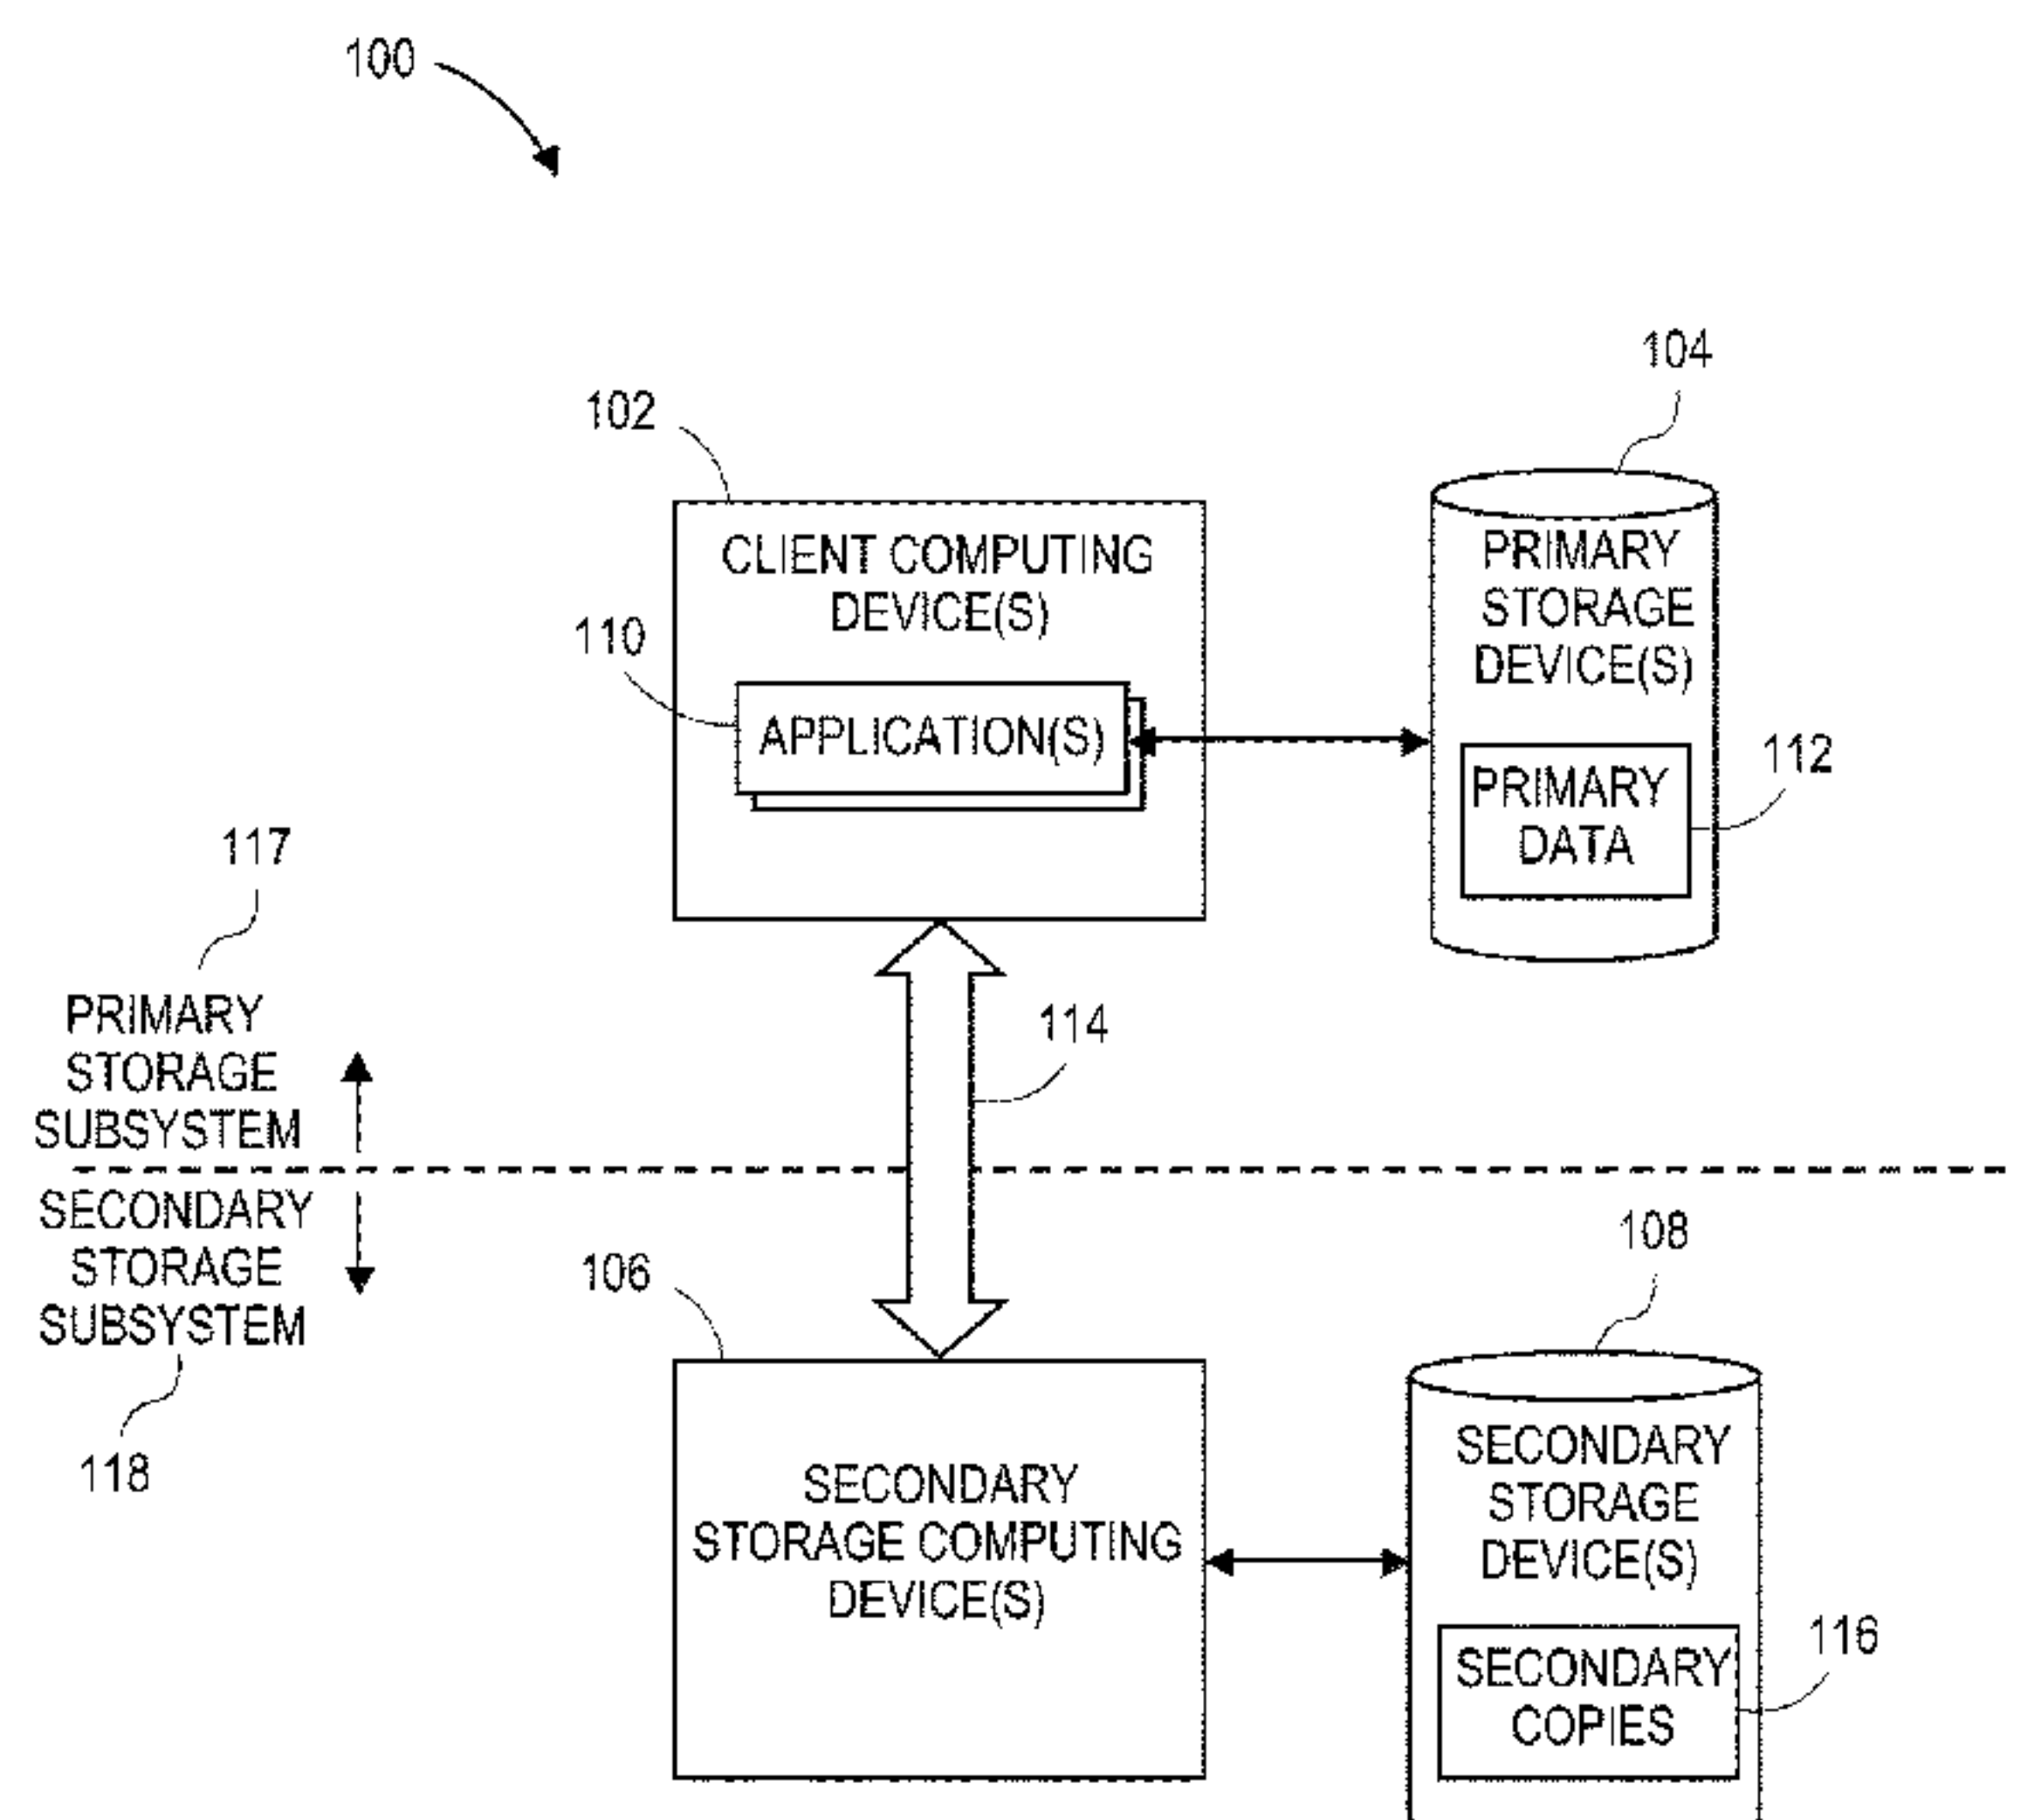 100
104
102
CLIENT COMPUTING
DEVICE(S)
110
APPLICATION(S)
PRIMARY
STORAGE
DEVICE(S)
PRIMARY
DATA
112
117
PRIMARY
STORAGE
SUBSYSTEM
114
SECONDARY
STORAGE
SUBSYSTEM
118
106
108
SECONDARY
STORAGE COMPUTING
DEVICE(S)
SECONDARY
STORAGE
DEVICE(S)
SECONDARY
COPIES
116